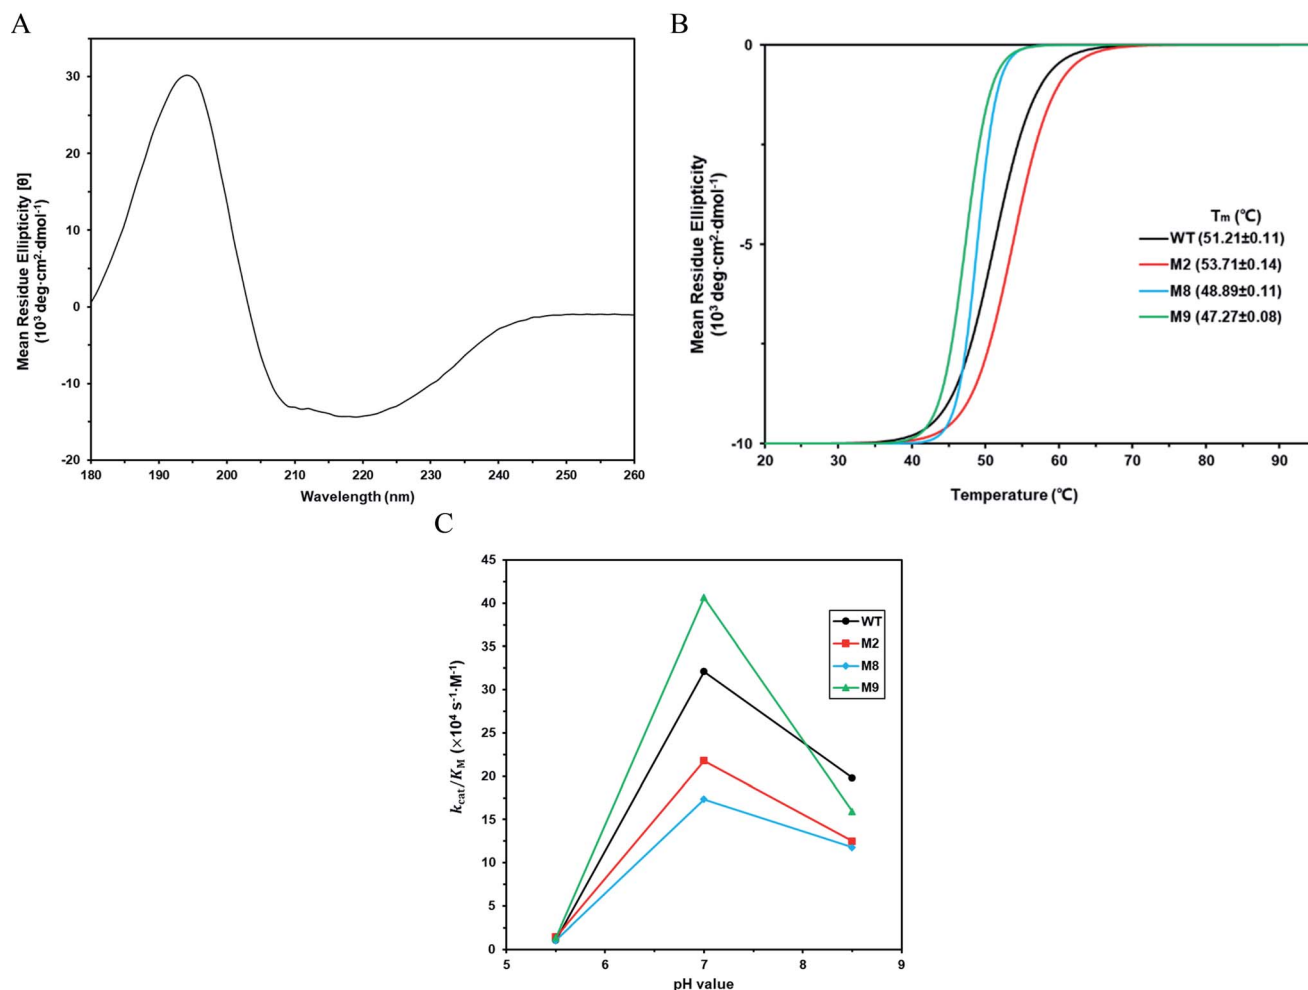 A
Mean Residue Ellipticity [θ]
(10³ deg·cm²·dmol⁻¹)
30
20
10
0
-10
-20
180 190 200 210 220 230 240 250 260
Wavelength (nm)
B
Mean Residue Ellipticity
(10³ deg·cm²·dmol⁻¹)
0
-5
-10
Tm (℃)
WT (51.21±0.11)
M2 (53.71±0.14)
M8 (48.89±0.11)
M9 (47.27±0.08)
20 30 40 50 60 70 80 90
Temperature (℃)
C
kcat/KM (×10⁴ s⁻¹·M⁻¹)
45
40
35
30
25
20
15
10
5
0
WT
M2
M8
M9
5 6 7 8 9
pH value